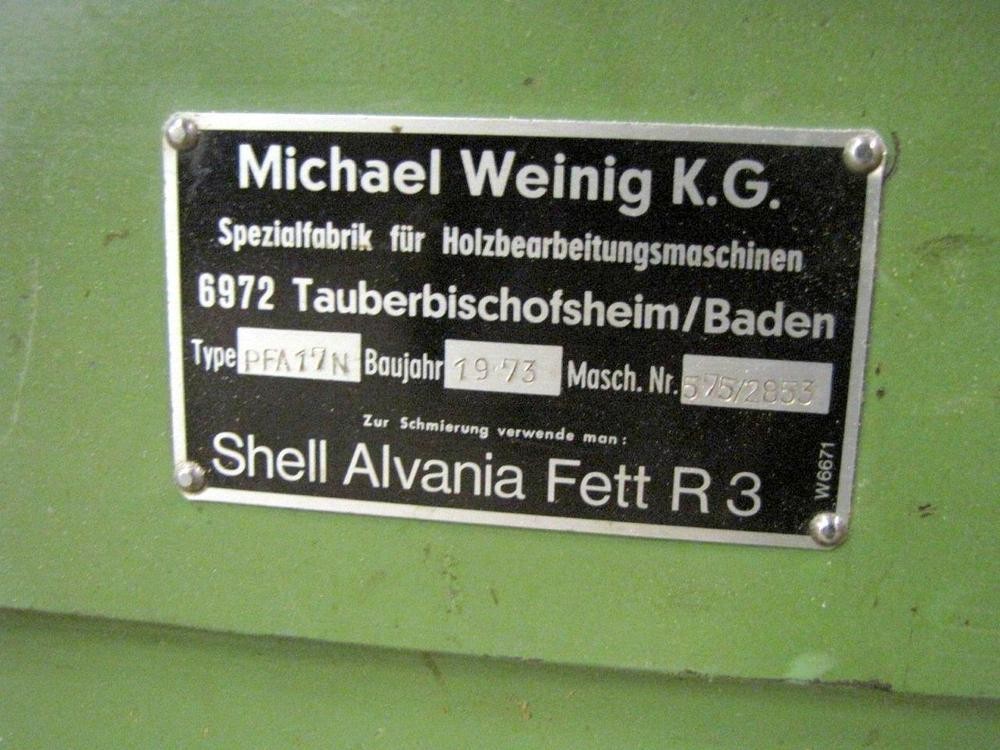 Michael Weinig K.G.
Spezialfabrik für Holzbearbeitungsmaschinen
6972 Tauberbischofsheim/Baden
Type PFA17N Baujahr 1973 Masch. Nr. 575/2853
Zur Schmierung verwende man:
Shell Alvania Fett R 3
W6671